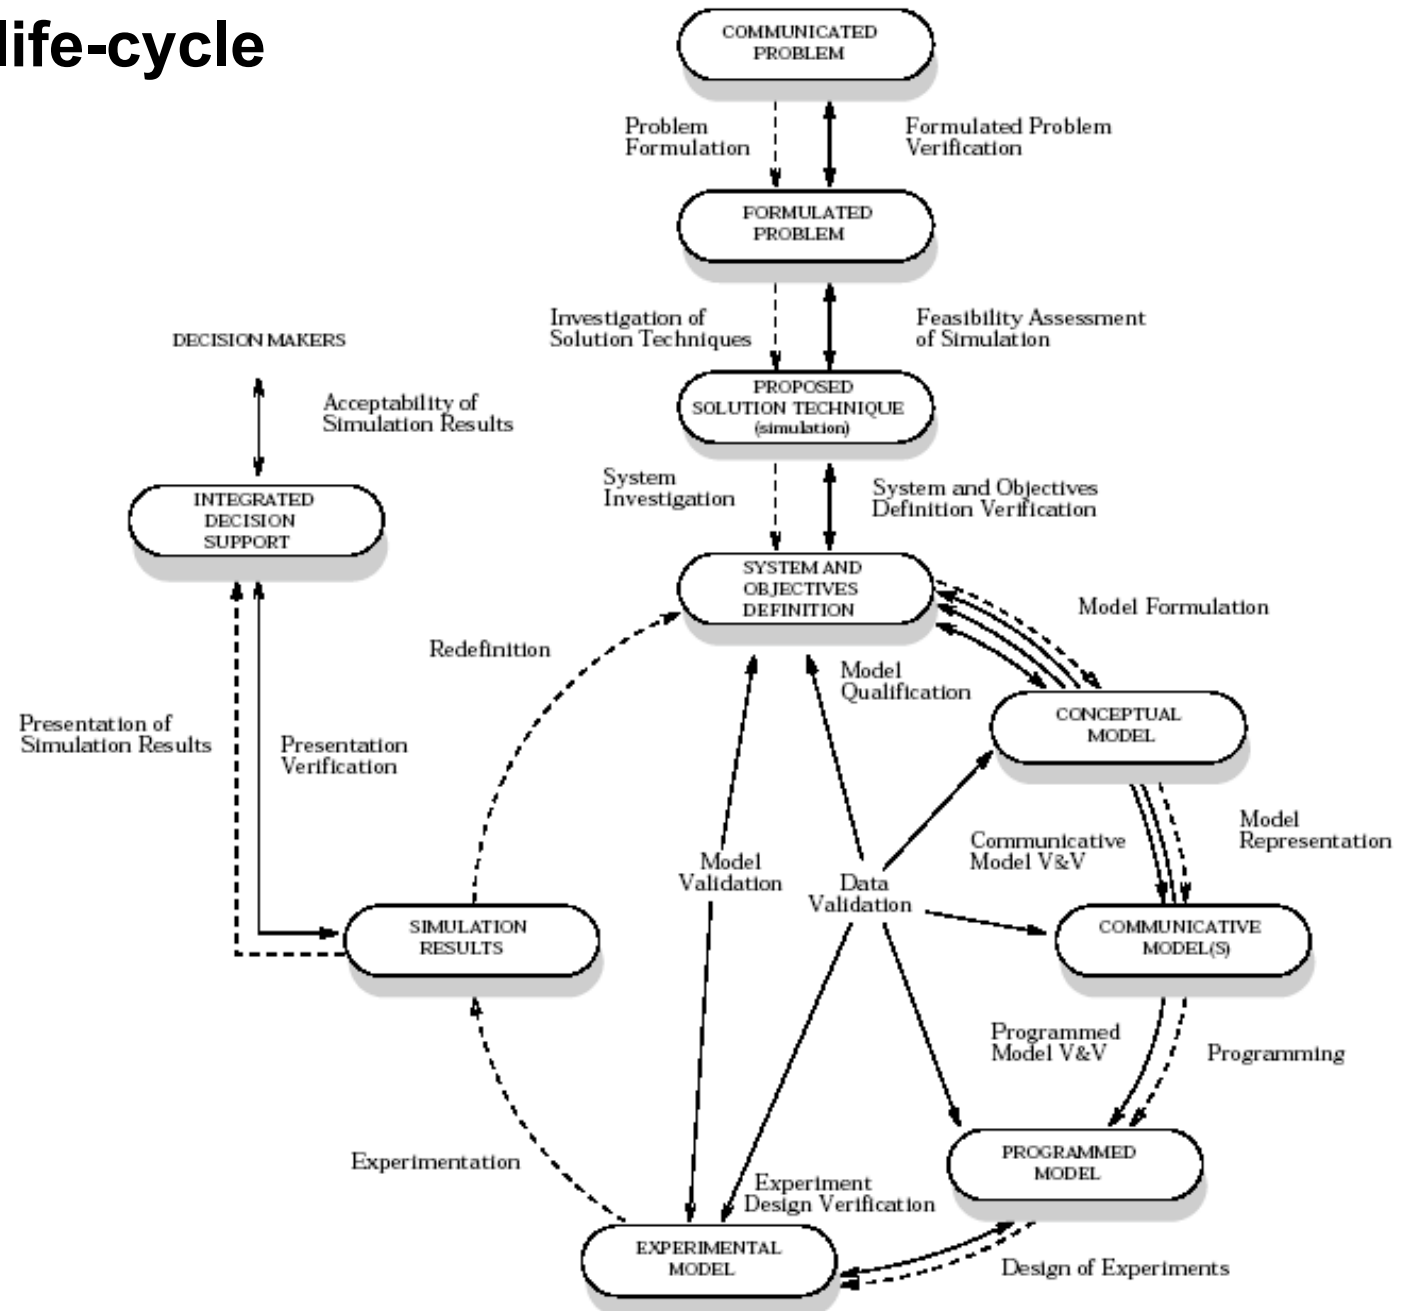 life-cycle
COMMUNICATED
PROBLEM
Problem
Formulation
Formulated Problem
Verification
FORMULATED
PROBLEM
Investigation of
Solution Techniques
Feasibility Assessment
of Simulation
DECISION MAKERS
PROPOSED
SOLUTION TECHNIQUE
(simulation)
Acceptability of
Simulation Results
System
Investigation
System and Objectives
Definition Verification
INTEGRATED
DECISION
SUPPORT
SYSTEM AND
OBJECTIVES
DEFINITION
Model Formulation
Redefinition
Model
Qualification
CONCEPTUAL
MODEL
Presentation of
Simulation Results
Presentation
Verification
Model
Representation
Communicative
Model V&V
Model
Validation
Data
Validation
SIMULATION
RESULTS
COMMUNICATIVE
MODEL(S)
Programmed
Model V&V
Programming
Experimentation
PROGRAMMED
MODEL
Experiment
Design Verification
EXPERIMENTAL
MODEL
Design of Experiments